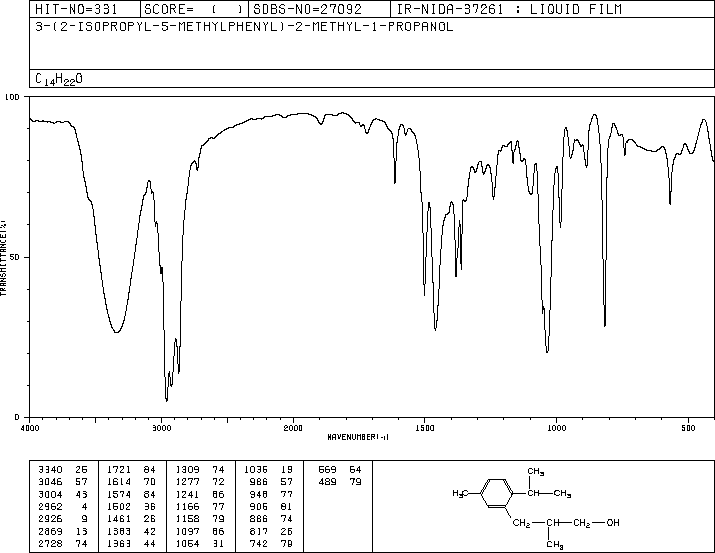 HIT-NO=331 SCORE= ( ) SDBS-NO=27092 IR-NIDA-37261 : LIQUID FILM
3-(2-ISOPROPYL-5-METHYLPHENYL)-2-METHYL-1-PROPANOL
C14H22O
100
50
0
TRANSMITTANCE(%)
4000 3000 2000 1500 1000 500
WAVENUMBER(-1)
3340 25 1721 84 1309 74 1036 19 569 64
3046 57 1614 70 1277 72 986 57 489 79
3004 43 1574 84 1241 66 948 77
2962 4 1502 36 1166 77 906 81
2926 9 1461 26 1158 79 886 74
2869 13 1383 42 1097 66 817 26
2728 74 1363 44 1054 31 742 79
CH3
H3C
CH
CH3
CH2
CH
CH2
OH
CH3